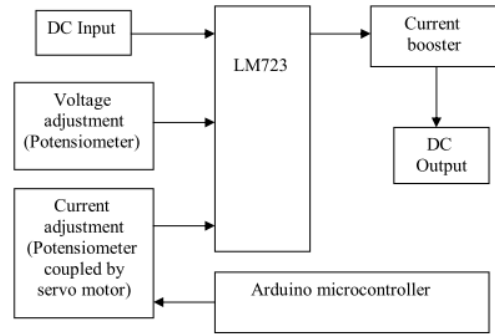 DC Input
LM723
Current
booster
Voltage
adjustment
(Potensiometer)
DC
Output
Current
adjustment
(Potensiometer
coupled by
servo motor)
Arduino microcontroller